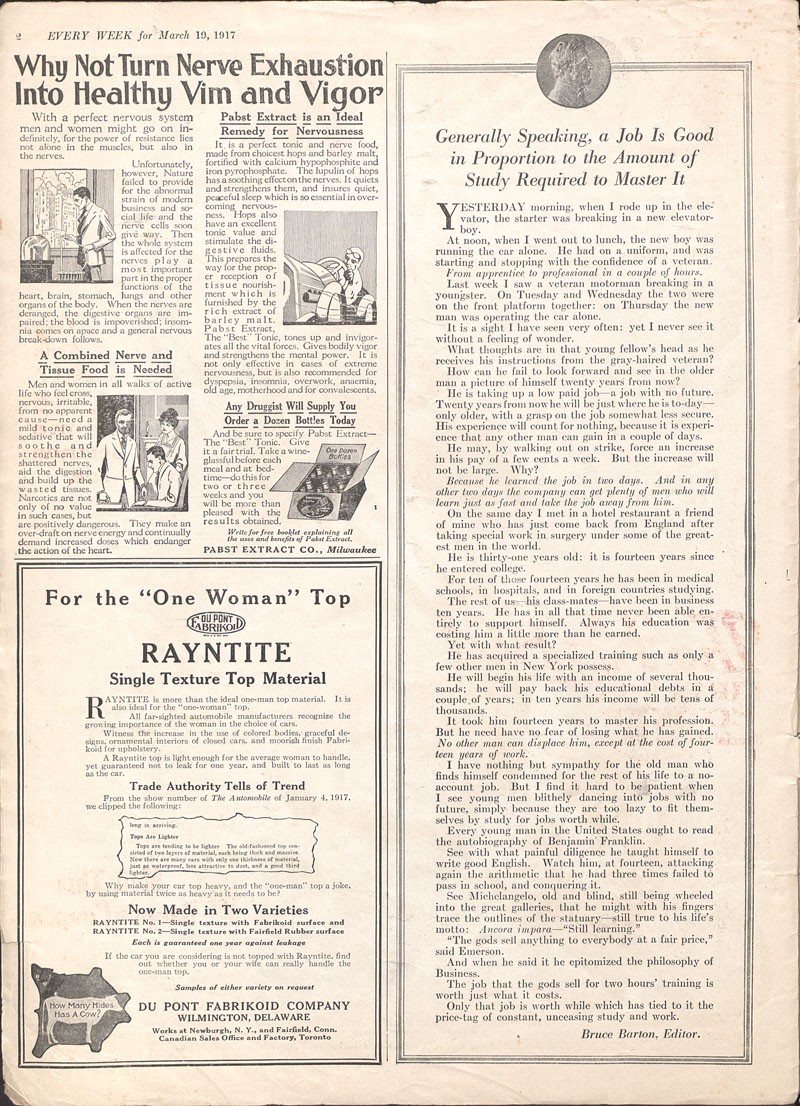 2 EVERY WEEK for March 19, 1917
Why Not Turn Nerve Exhaustion
Into Healthy Vim and Vigor
With a perfect nervous system
men and women might go on in-
definitely, for the power of resistance lies
not alone in the muscles, but also in
the nerves.
Unfortunately,
however, Nature
failed to provide
for the abnormal
strain of modern
business and so-
cial life and the
nerve cells soon
give way. Then
the whole system
is affected for the
nerves play a
most important
part in the proper
functions of the
heart, brain, stomach, lungs and other
organs of the body. When the nerves are
deranged, the digestive organs are im-
paired; the blood is impoverished; insom-
nia comes on apace and a general nervous
break-down follows.
A Combined Nerve and
Tissue Food is Needed
Men and women in all walks of active
life who feel cross,
nervous, irritable,
from no apparent
cause—need a
mild tonic and
sedative that will
soothe and
strengthen the
shattered nerves,
aid the digestion
and build up the
wasted tissues.
Narcotics are not
only of no value
in such cases, but
are positively dangerous. They make an
over-draft on nerve energy and continually
demand increased doses which endanger
the action of the heart.
Pabst Extract is an Ideal
Remedy for Nervousness
It is a perfect tonic and nerve food,
made from choicest hops and barley malt,
fortified with calcium hypophosphite and
iron pyrophosphate. The lupulin of hops
has a soothing effect on the nerves. It quiets
and strengthens them, and insures quiet,
peaceful sleep which is so essential in over-
coming nervous-
ness. Hops also
have an excellent
tonic value and
stimulate the di-
gestive fluids.
This prepares the
way for the prop-
er reception of
tissue nourish-
ment which is
furnished by the
rich extract of
barley malt.
Pabst Extract,
The "Best" Tonic, tones up and invigor-
ates all the vital forces. Gives bodily vigor
and strengthens the mental power. It is
not only effective in cases of extreme
nervousness, but is also recommended for
dyspepsia, insomnia, overwork, anaemia,
old age, motherhood and for convalescents.
Any Druggist Will Supply You
Order a Dozen Bottles Today
And be sure to specify Pabst Extract—
The "Best" Tonic. Give
it a fair trial. Take a wine-
glassful before each
meal and at bed-
time—do this for
two or three
weeks and you
will be more than
pleased with the
results obtained.
One Dozen
Bottles
Write for free booklet explaining all
the uses and benefits of Pabst Extract.
PABST EXTRACT CO., Milwaukee
For the "One Woman" Top
DU PONT
FABRIKOID
RAYNTITE
Single Texture Top Material
RAYNTITE is more than the ideal one-man top material. It is
also ideal for the "one-woman" top.
All far-sighted automobile manufacturers recognize the
growing importance of the woman in the choice of cars.
Witness the increase in the use of colored bodies, graceful de-
signs, ornamental interiors of closed cars, and moorish finish Fabri-
koid for upholstery.
A Rayntite top is light enough for the average woman to handle,
yet guaranteed not to leak for one year, and built to last as long
as the car.
Trade Authority Tells of Trend
From the show number of The Automobile of January 4, 1917,
we clipped the following:
long in arriving.
Tops Are Lighter
Tops are tending to be lighter The old-fashioned top con-
sisted of two layers of material, each being thick and massive.
Now there are many cars with only one thickness of material,
just as waterproof, less attractive to dust, and a good third
lighter.
Why make your car top heavy, and the "one-man" top a joke,
by using material twice as heavy as it needs to be?
Now Made in Two Varieties
RAYNTITE No. 1—Single texture with Fabrikoid surface and
RAYNTITE No. 2—Single texture with Fairfield Rubber surface
Each is guaranteed one year against leakage
If the car you are considering is not topped with Rayntite, find
out whether you or your wife can really handle the
one-man top.
Samples of either variety on request
How Many Hides
Has A Cow?
DU PONT FABRIKOID COMPANY
WILMINGTON, DELAWARE
Works at Newburgh, N. Y., and Fairfield, Conn.
Canadian Sales Office and Factory, Toronto
Generally Speaking, a Job Is Good
in Proportion to the Amount of
Study Required to Master It
YESTERDAY morning, when I rode up in the ele-
vator, the starter was breaking in a new elevator-
boy.
At noon, when I went out to lunch, the new boy was
running the car alone. He had on a uniform, and was
starting and stopping with the confidence of a veteran.
From apprentice to professional in a couple of hours.
Last week I saw a veteran motorman breaking in a
youngster. On Tuesday and Wednesday the two were
on the front platform together: on Thursday the new
man was operating the car alone.
It is a sight I have seen very often: yet I never see it
without a feeling of wonder.
What thoughts are in that young fellow's head as he
receives his instructions from the gray-haired veteran?
How can he fail to look forward and see in the older
man a picture of himself twenty years from now?
He is taking up a low paid job—a job with no future.
Twenty years from now he will be just where he is to-day—
only older, with a grasp on the job somewhat less secure.
His experience will count for nothing, because it is experi-
ence that any other man can gain in a couple of days.
He may, by walking out on strike, force an increase
in his pay of a few cents a week. But the increase will
not be large. Why?
Because he learned the job in two days. And in any
other two days the company can get plenty of men who will
learn just as fast and take the job away from him.
On the same day I met in a hotel restaurant a friend
of mine who has just come back from England after
taking special work in surgery under some of the great-
est men in the world.
He is thirty-one years old: it is fourteen years since
he entered college.
For ten of those fourteen years he has been in medical
schools, in hospitals, and in foreign countries studying.
The rest of us—his class-mates—have been in business
ten years. He has in all that time never been able en-
tirely to support himself. Always his education was
costing him a little more than he earned.
Yet with what result?
He has acquired a specialized training such as only a
few other men in New York possess.
He will begin his life with an income of several thou-
sands; he will pay back his educational debts in a
couple of years; in ten years his income will be tens of
thousands.
It took him fourteen years to master his profession.
But he need have no fear of losing what he has gained.
No other man can displace him, except at the cost of four-
teen years of work.
I have nothing but sympathy for the old man who
finds himself condemned for the rest of his life to a no-
account job. But I find it hard to be patient when
I see young men blithely dancing into jobs with no
future, simply because they are too lazy to fit them-
selves by study for jobs worth while.
Every young man in the United States ought to read
the autobiography of Benjamin Franklin.
See with what painful diligence he taught himself to
write good English. Watch him, at fourteen, attacking
again the arithmetic that he had three times failed to
pass in school, and conquering it.
See Michelangelo, old and blind, still being wheeled
into the great galleries, that he might with his fingers
trace the outlines of the statuary—still true to his life's
motto: Ancora impara—"Still learning."
"The gods sell anything to everybody at a fair price,"
said Emerson.
And when he said it he epitomized the philosophy of
Business.
The job that the gods sell for two hours' training is
worth just what it costs.
Only that job is worth while which has tied to it the
price-tag of constant, unceasing study and work.
Bruce Barton, Editor.